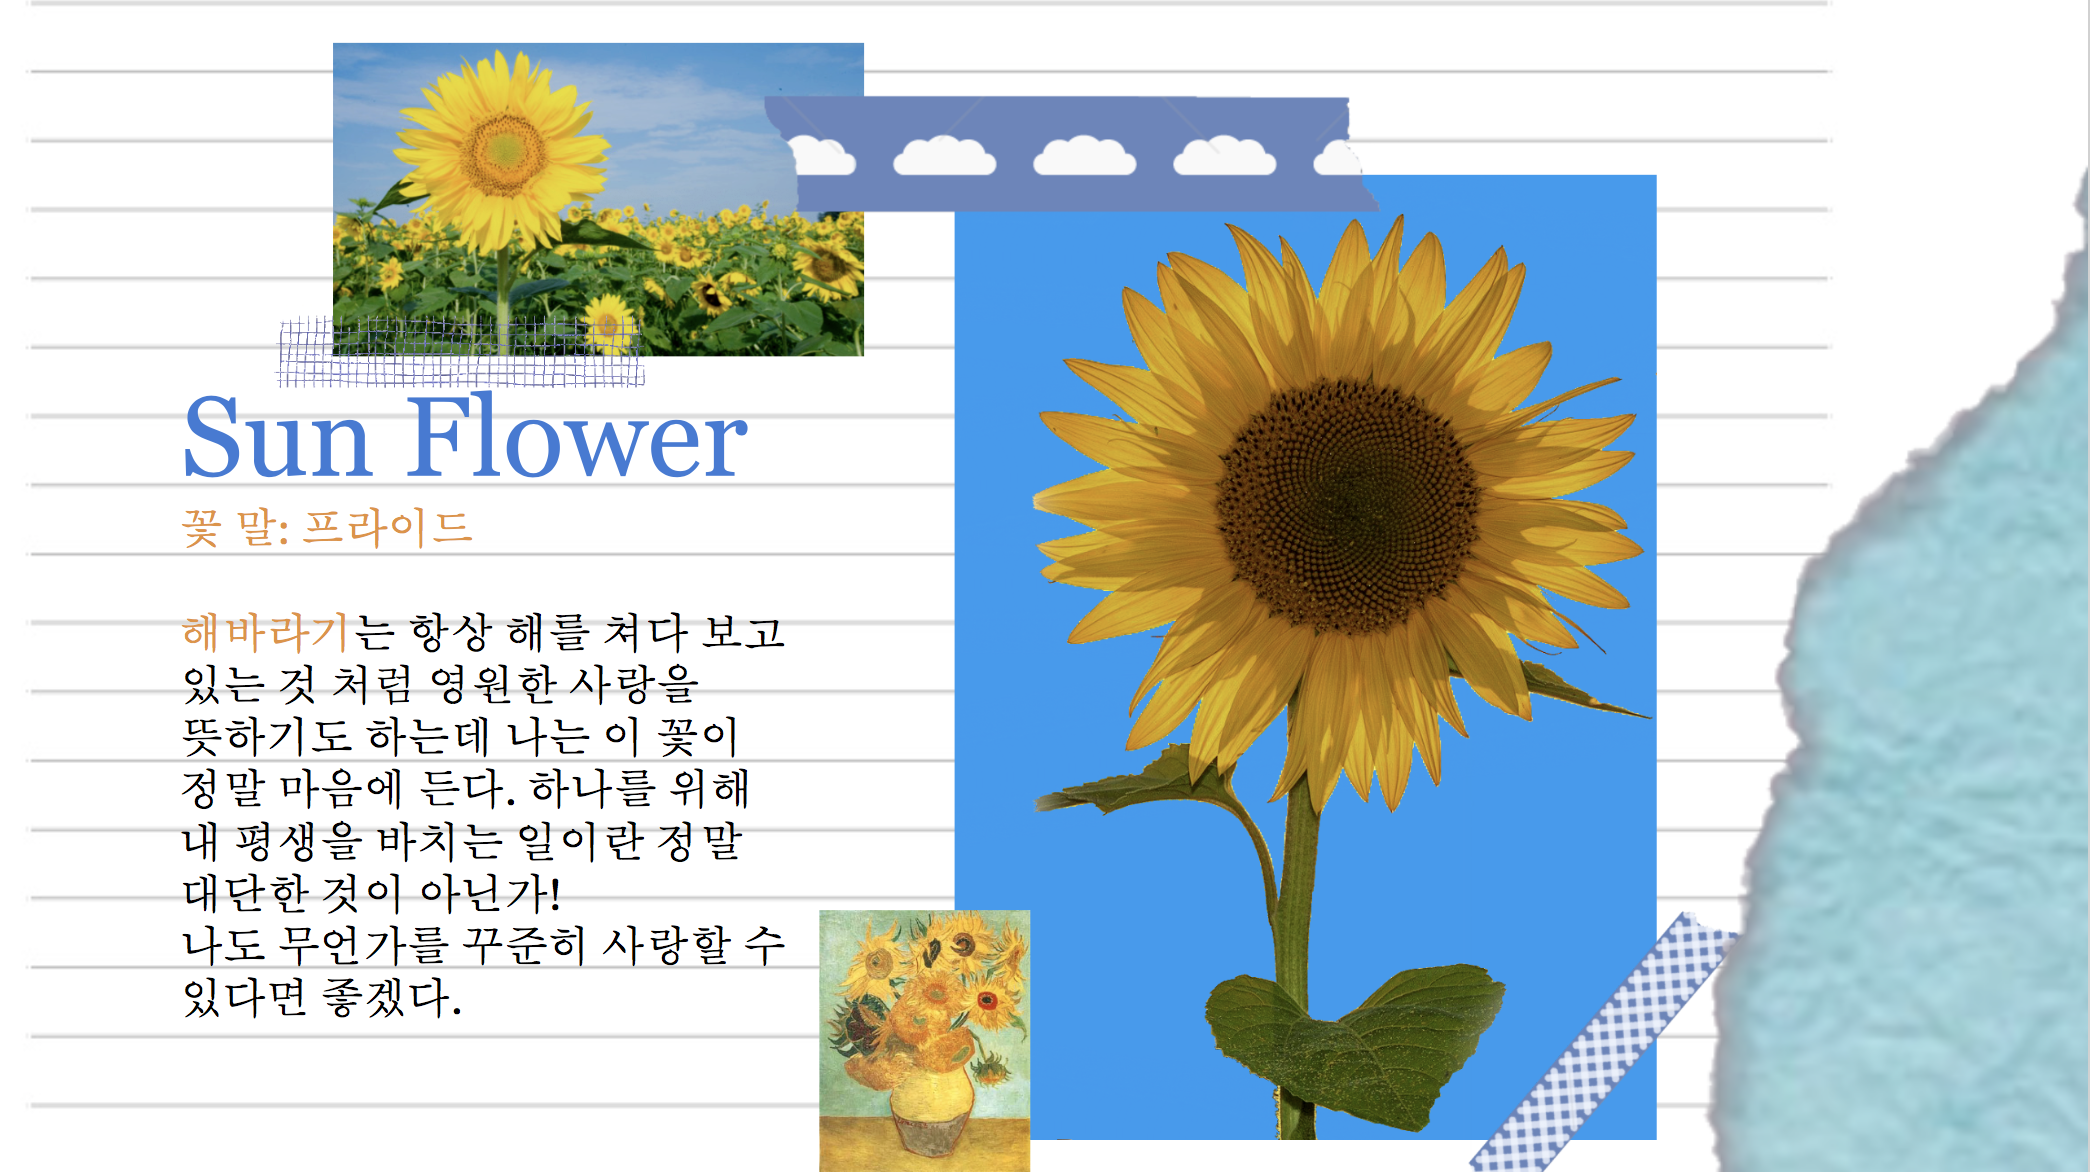 Sun Flower
꽃 말: 프라이드
해바라기는 항상 해를 쳐다 보고
있는 것 처럼 영원한 사랑을
뜻하기도 하는데 나는 이 꽃이
정말 마음에 든다. 하나를 위해
내 평생을 바치는 일이란 정말
대단한 것이 아닌가!
나도 무언가를 꾸준히 사랑할 수
있다면 좋겠다.